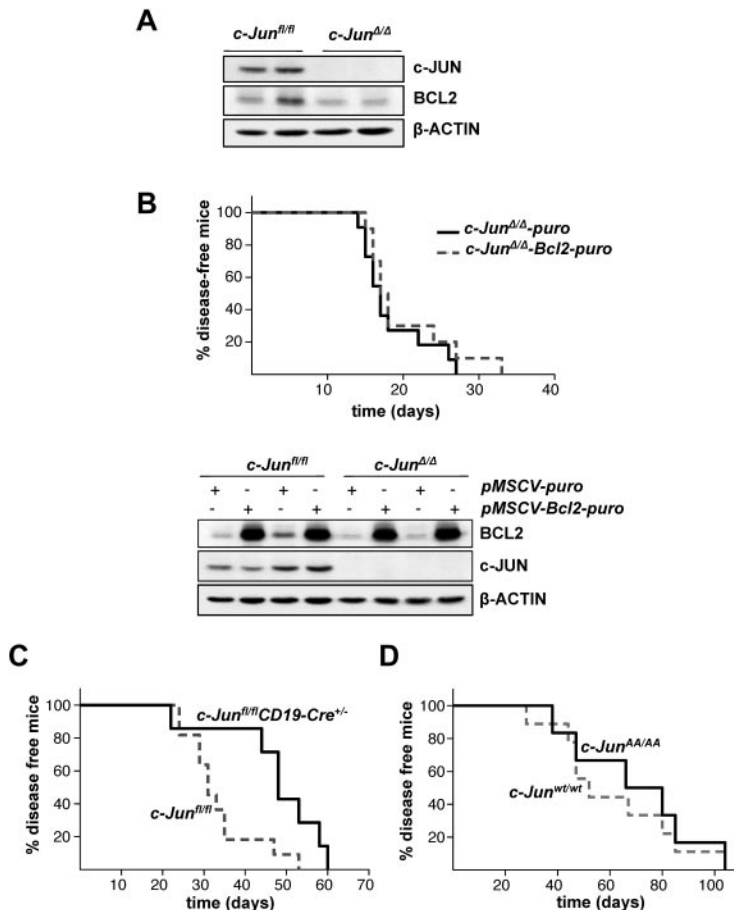 A
c-Jun^fl/fl c-Jun^Δ/Δ
c-JUN
BCL2
β-ACTIN
B
% disease-free mice
100
80
60
40
20
10 20 30 40
time (days)
c-Jun^Δ/Δ-puro
c-Jun^Δ/Δ-Bcl2-puro
c-Jun^fl/fl c-Jun^Δ/Δ
+ - + - + - + - pMSCV-puro
- + - + - + - + pMSCV-Bcl2-puro
BCL2
c-JUN
β-ACTIN
C
% disease free mice
100
80
60
40
20
10 20 30 40 50 60 70
time (days)
c-Jun^fl/fl CD19-Cre^+/-
c-Jun^fl/fl
D
% disease free mice
100
80
60
40
20
20 40 60 80 100
time (days)
c-Jun^AA/AA
c-Jun^wt/wt